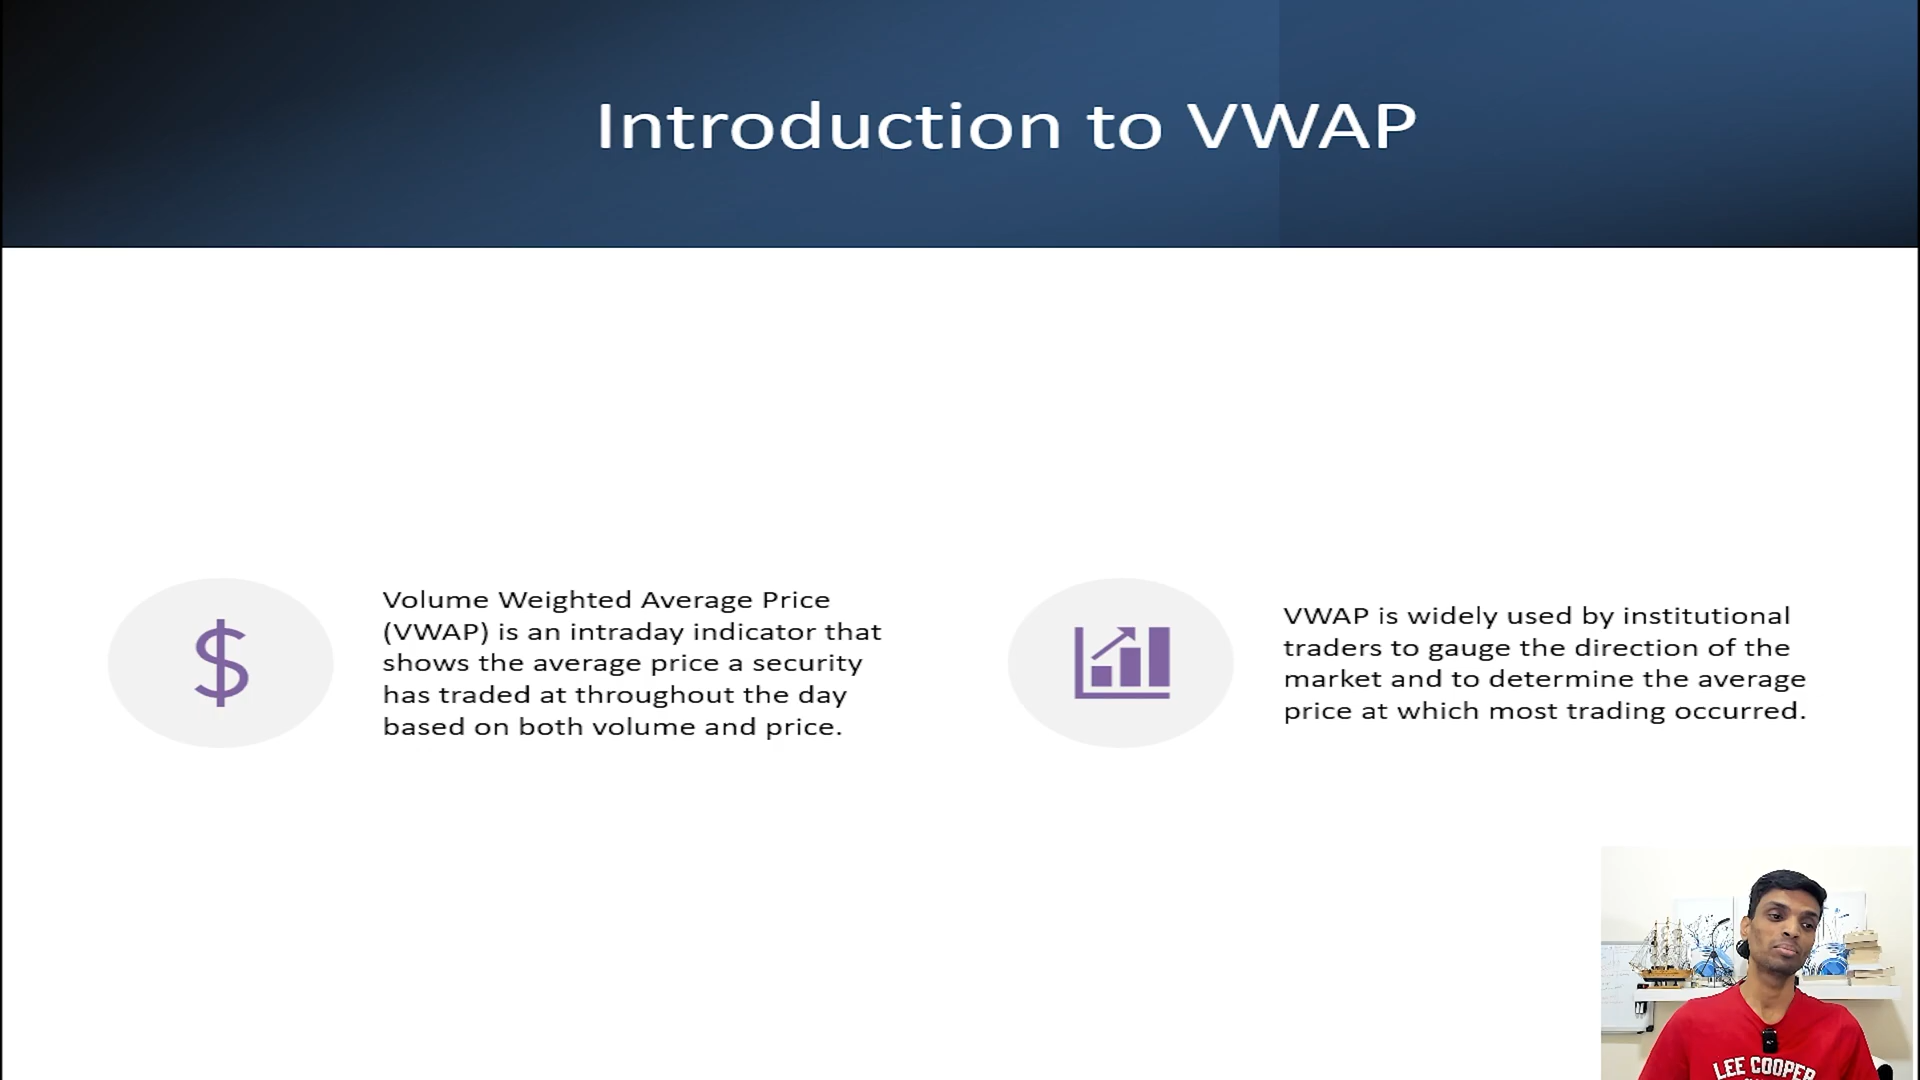 Introduction to VWAP
Volume Weighted Average Price
(VWAP) is an intraday indicator that
shows the average price a security
has traded at throughout the day
based on both volume and price.
VWAP is widely used by institutional
traders to gauge the direction of the
market and to determine the average
price at which most trading occurred.
LEE COOPER